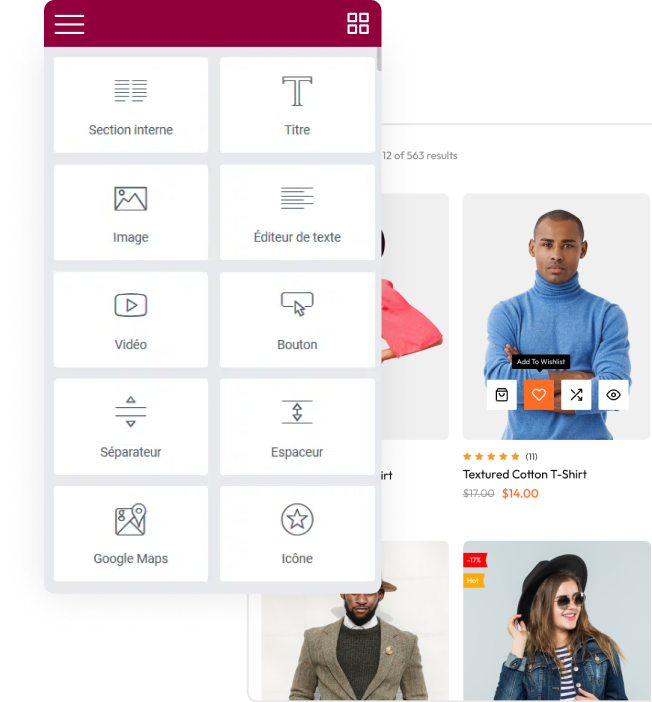 Section interne
Titre
Image
Éditeur de texte
Vidéo
Bouton
Séparateur
Espaceur
Google Maps
Icône
12 of 563 results
Add To Wishlist
(11)
irt
Textured Cotton T-Shirt
$17.00 $14.00
-17%
Hot